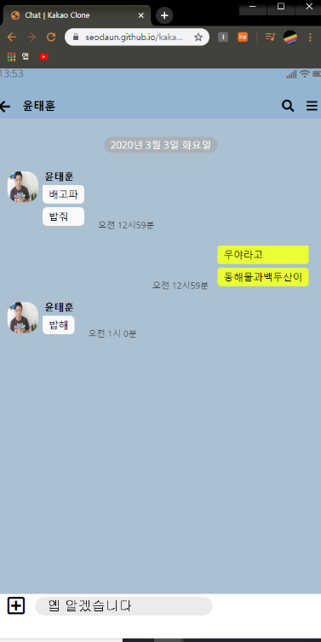 Chat | Kakao Clone
seodaun.github.io/kaka...
앱
13:53
윤태훈
2020년 3월 3일 화요열
윤태훈
배고파
밥줘
오전 12시59분
우야라고
동해물과백두산이
오전 12시59분
윤태훈
밥해
오전 1시 0분
옙 알겠습니다